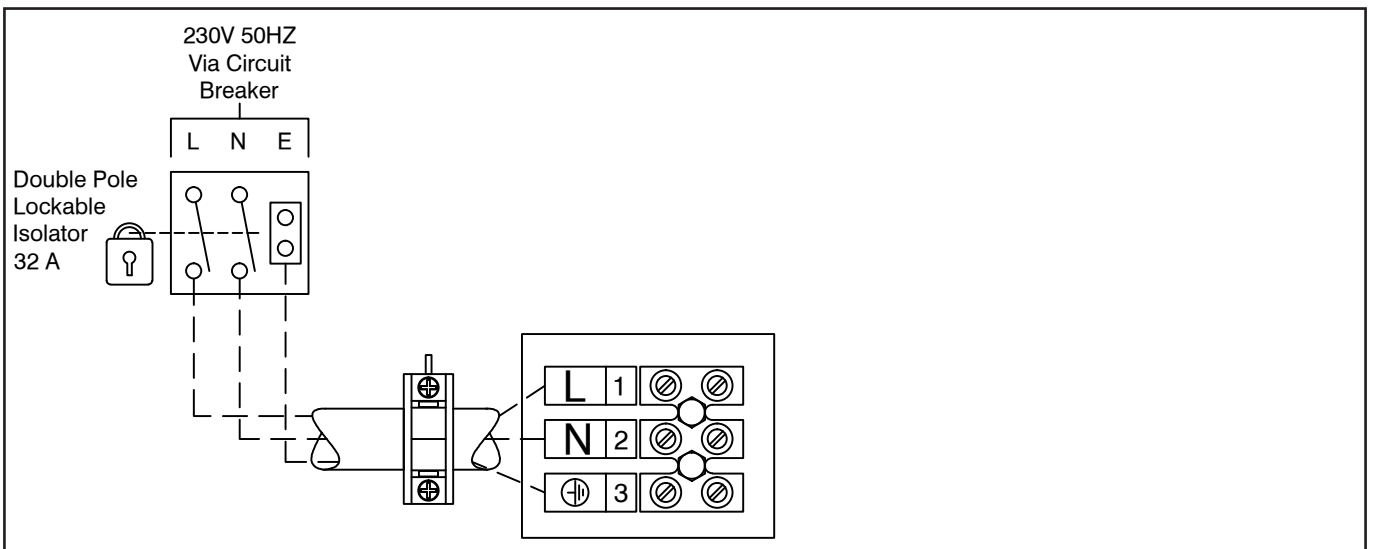 230V 50HZ
Via Circuit
Breaker
L N E
Double Pole
Lockable
Isolator
32 A
L 1
N 2
3